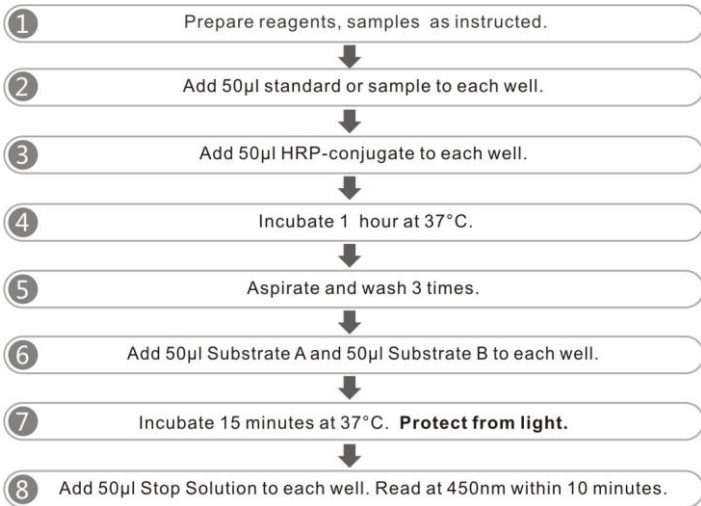 1 Prepare reagents, samples as instructed.
2 Add 50μl standard or sample to each well.
3 Add 50μl HRP-conjugate to each well.
4 Incubate 1 hour at 37°C.
5 Aspirate and wash 3 times.
6 Add 50μl Substrate A and 50μl Substrate B to each well.
7 Incubate 15 minutes at 37°C. Protect from light.
8 Add 50μl Stop Solution to each well. Read at 450nm within 10 minutes.